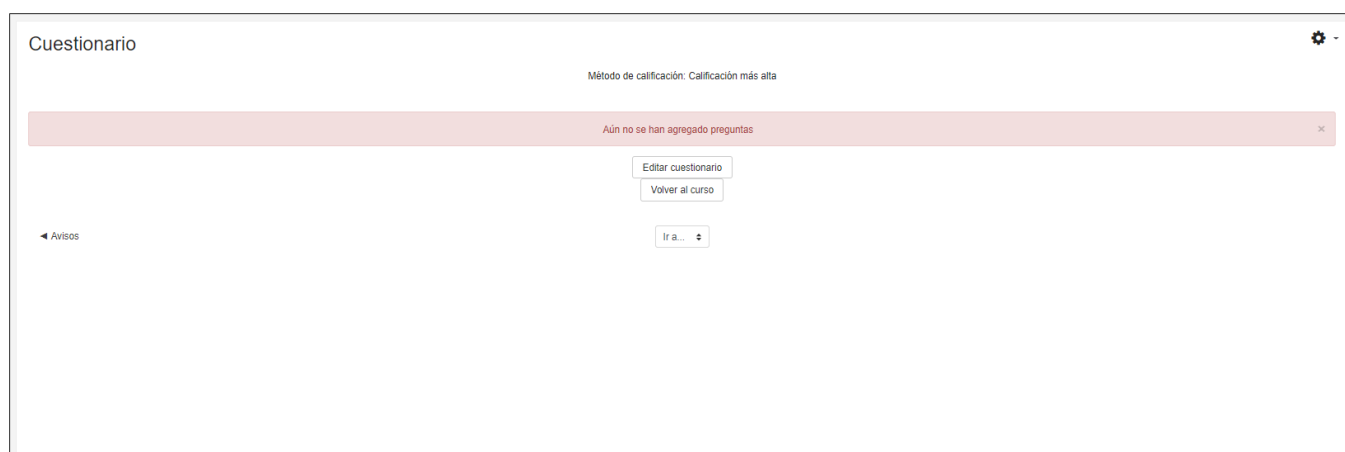 Cuestionario
Método de calificación: Calificación más alta
Aún no se han agregado preguntas
×
Editar cuestionario
Volver al curso
◄ Avisos
Ir a...